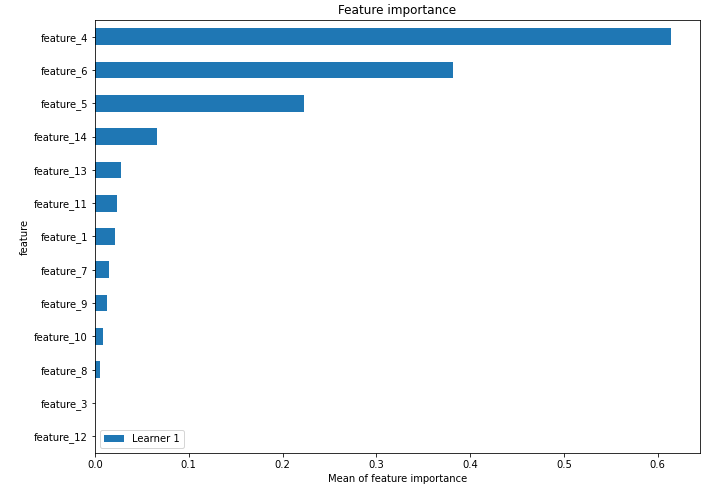 Feature importance
feature_4
feature_6
feature_5
feature_14
feature_13
feature_11
feature_1
feature_7
feature_9
feature_10
feature_8
feature_3
feature_12
feature
Learner 1
0.0 0.1 0.2 0.3 0.4 0.5 0.6
Mean of feature importance